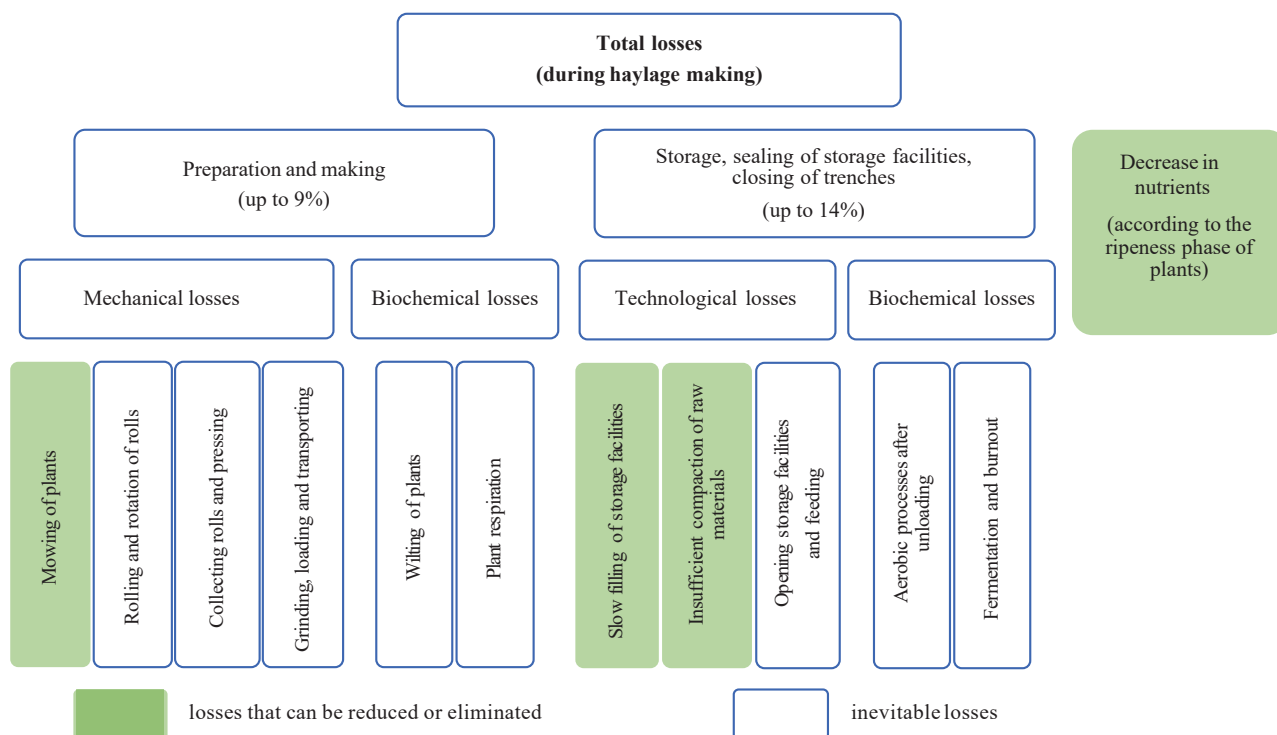 Total losses
(during haylage making)
Preparation and making
(up to 9%)
Storage, sealing of storage facilities,
closing of trenches
(up to 14%)
Decrease in
nutrients
(according to the
ripeness phase of
plants)
Mechanical losses
Biochemical losses
Technological losses
Biochemical losses
Mowing of plants
Rolling and rotation of rolls
Collecting rolls and pressing
Grinding, loading and transporting
Wilting of plants
Plant respiration
Slow filling of storage facilities
Insufficient compaction of raw
materials
Opening storage facilities
and feeding
Aerobic processes after
unloading
Fermentation and burnout
losses that can be reduced or eliminated
inevitable losses